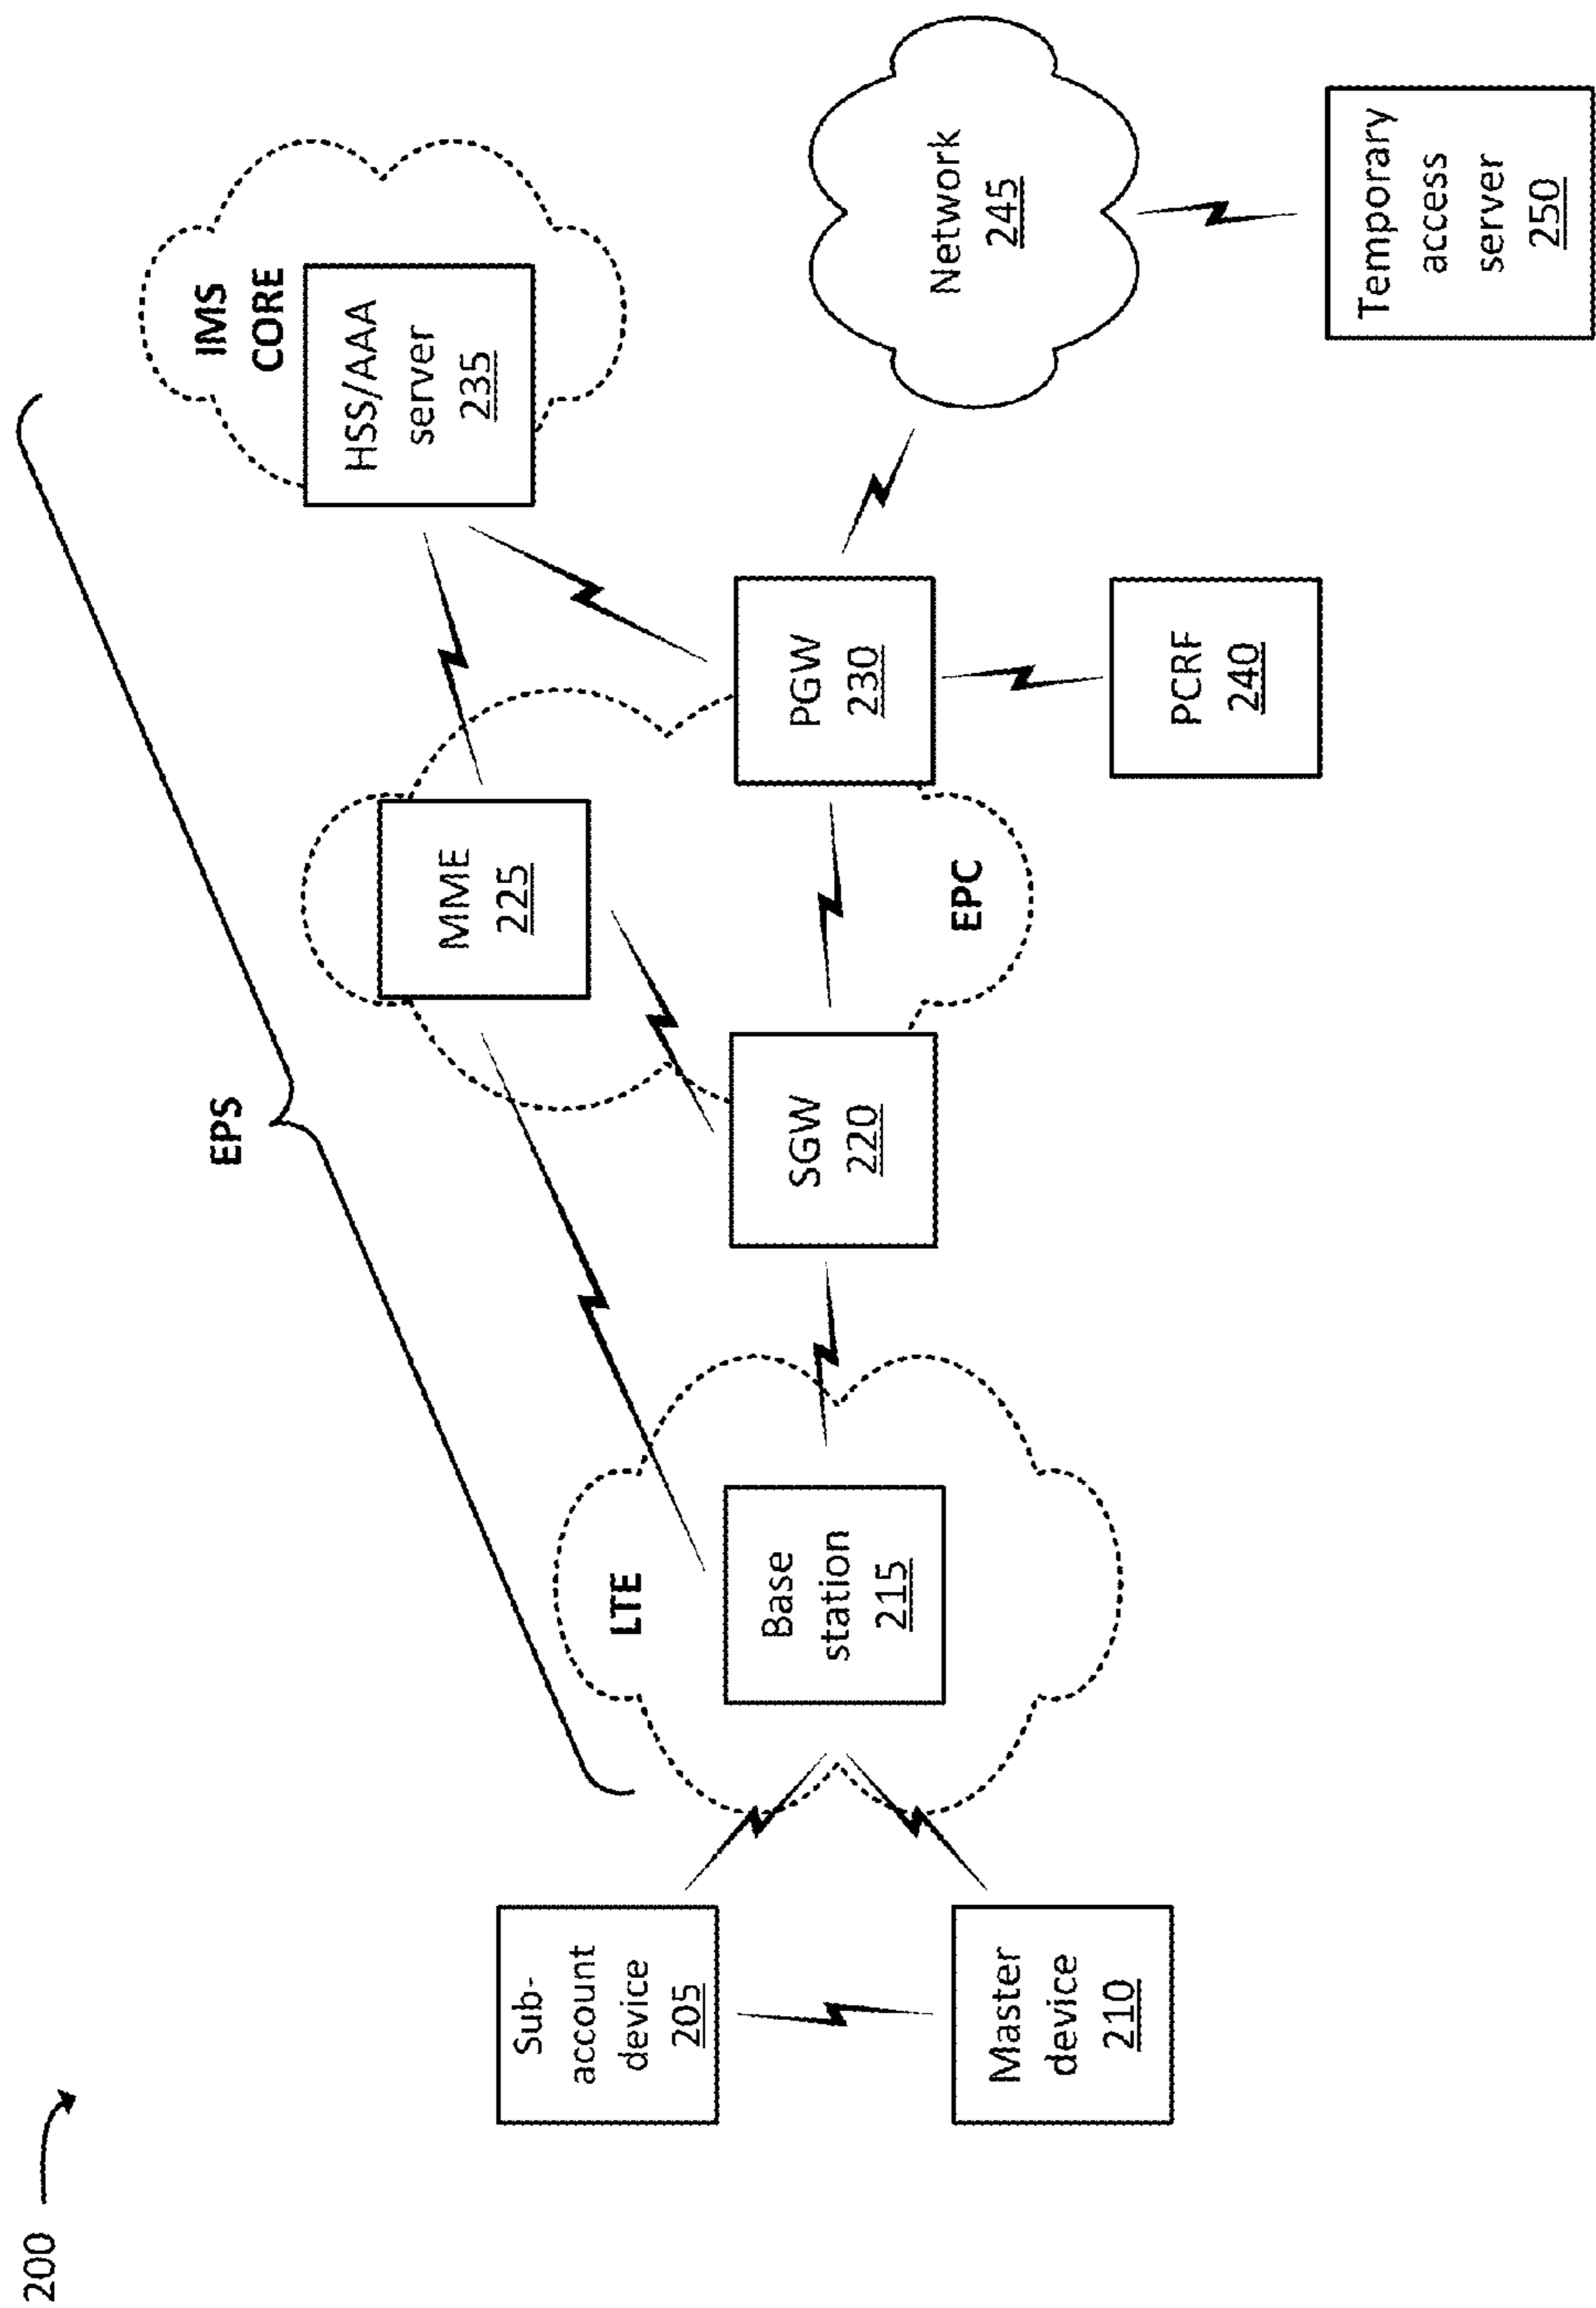 200
EPS
IMS
CORE
HSS/AAA
server
235
MME
225
LTE
Sub-
account
device
205
Base
station
215
SGW
220
PGW
230
Network
245
EPC
Master
device
210
PCRF
240
Temporary
access
server
250